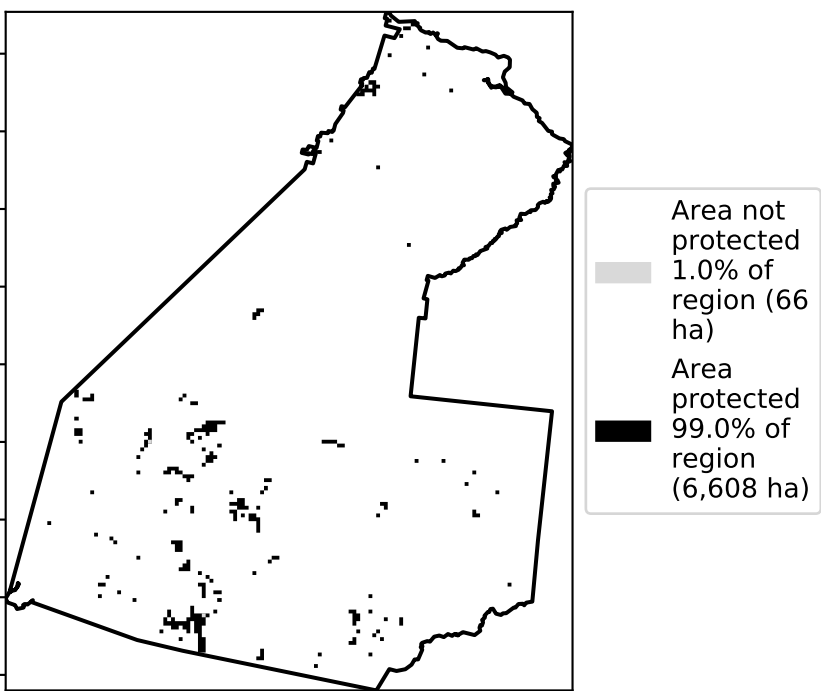 Area not
protected
1.0% of
region (66
ha)
Area
protected
99.0% of
region
(6,608 ha)